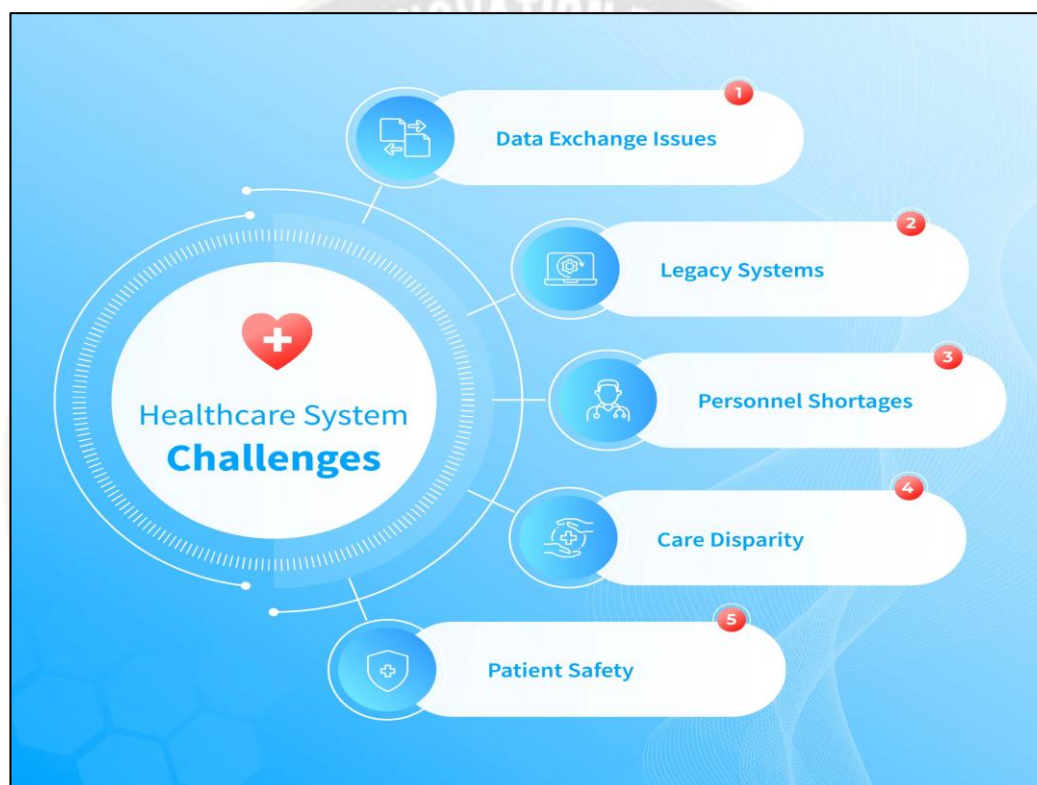 Healthcare System
Challenges
1
Data Exchange Issues
2
Legacy Systems
3
Personnel Shortages
4
Care Disparity
5
Patient Safety